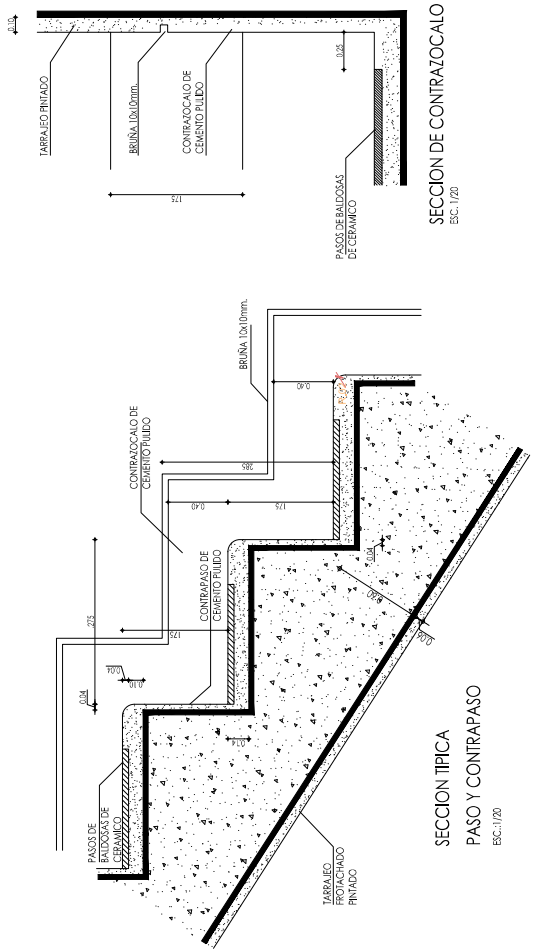 0.10
TARRAJEO PINTADO
BRUÑA 10x10mm.
CONTRAZOCALO DE
CEMENTO PULIDO
175
0.25
PASOS DE BALDOSAS
DE CERAMICO
SECCION DE CONTRAZOCALO
ESC. 1/20
BRUÑA 10x10mm.
0.40
CONTRAZOCALO DE
CEMENTO PULIDO
285
0.40
175
.275
CONTRAPASO DE
CEMENTO PULIDO
175
0.04
0.10
0.04
0.14
0.04
0.05
PASOS DE
BALDOSAS DE
CERAMICO
TARRAJEO
FROTACHADO
PINTADO
SECCION TIPICA
PASO Y CONTRAPASO
ESC.:1/20